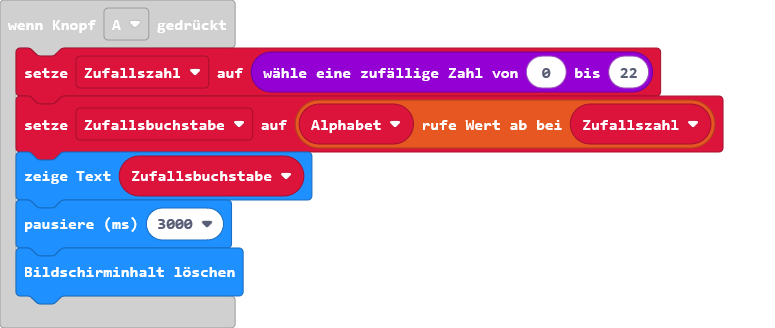 wenn Knopf A gedrückt
setze Zufallszahl auf wähle eine zufällige Zahl von 0 bis 22
setze Zufallsbuchstabe auf Alphabet rufe Wert ab bei Zufallszahl
zeige Text Zufallsbuchstabe
pausiere (ms) 3000
Bildschirminhalt löschen